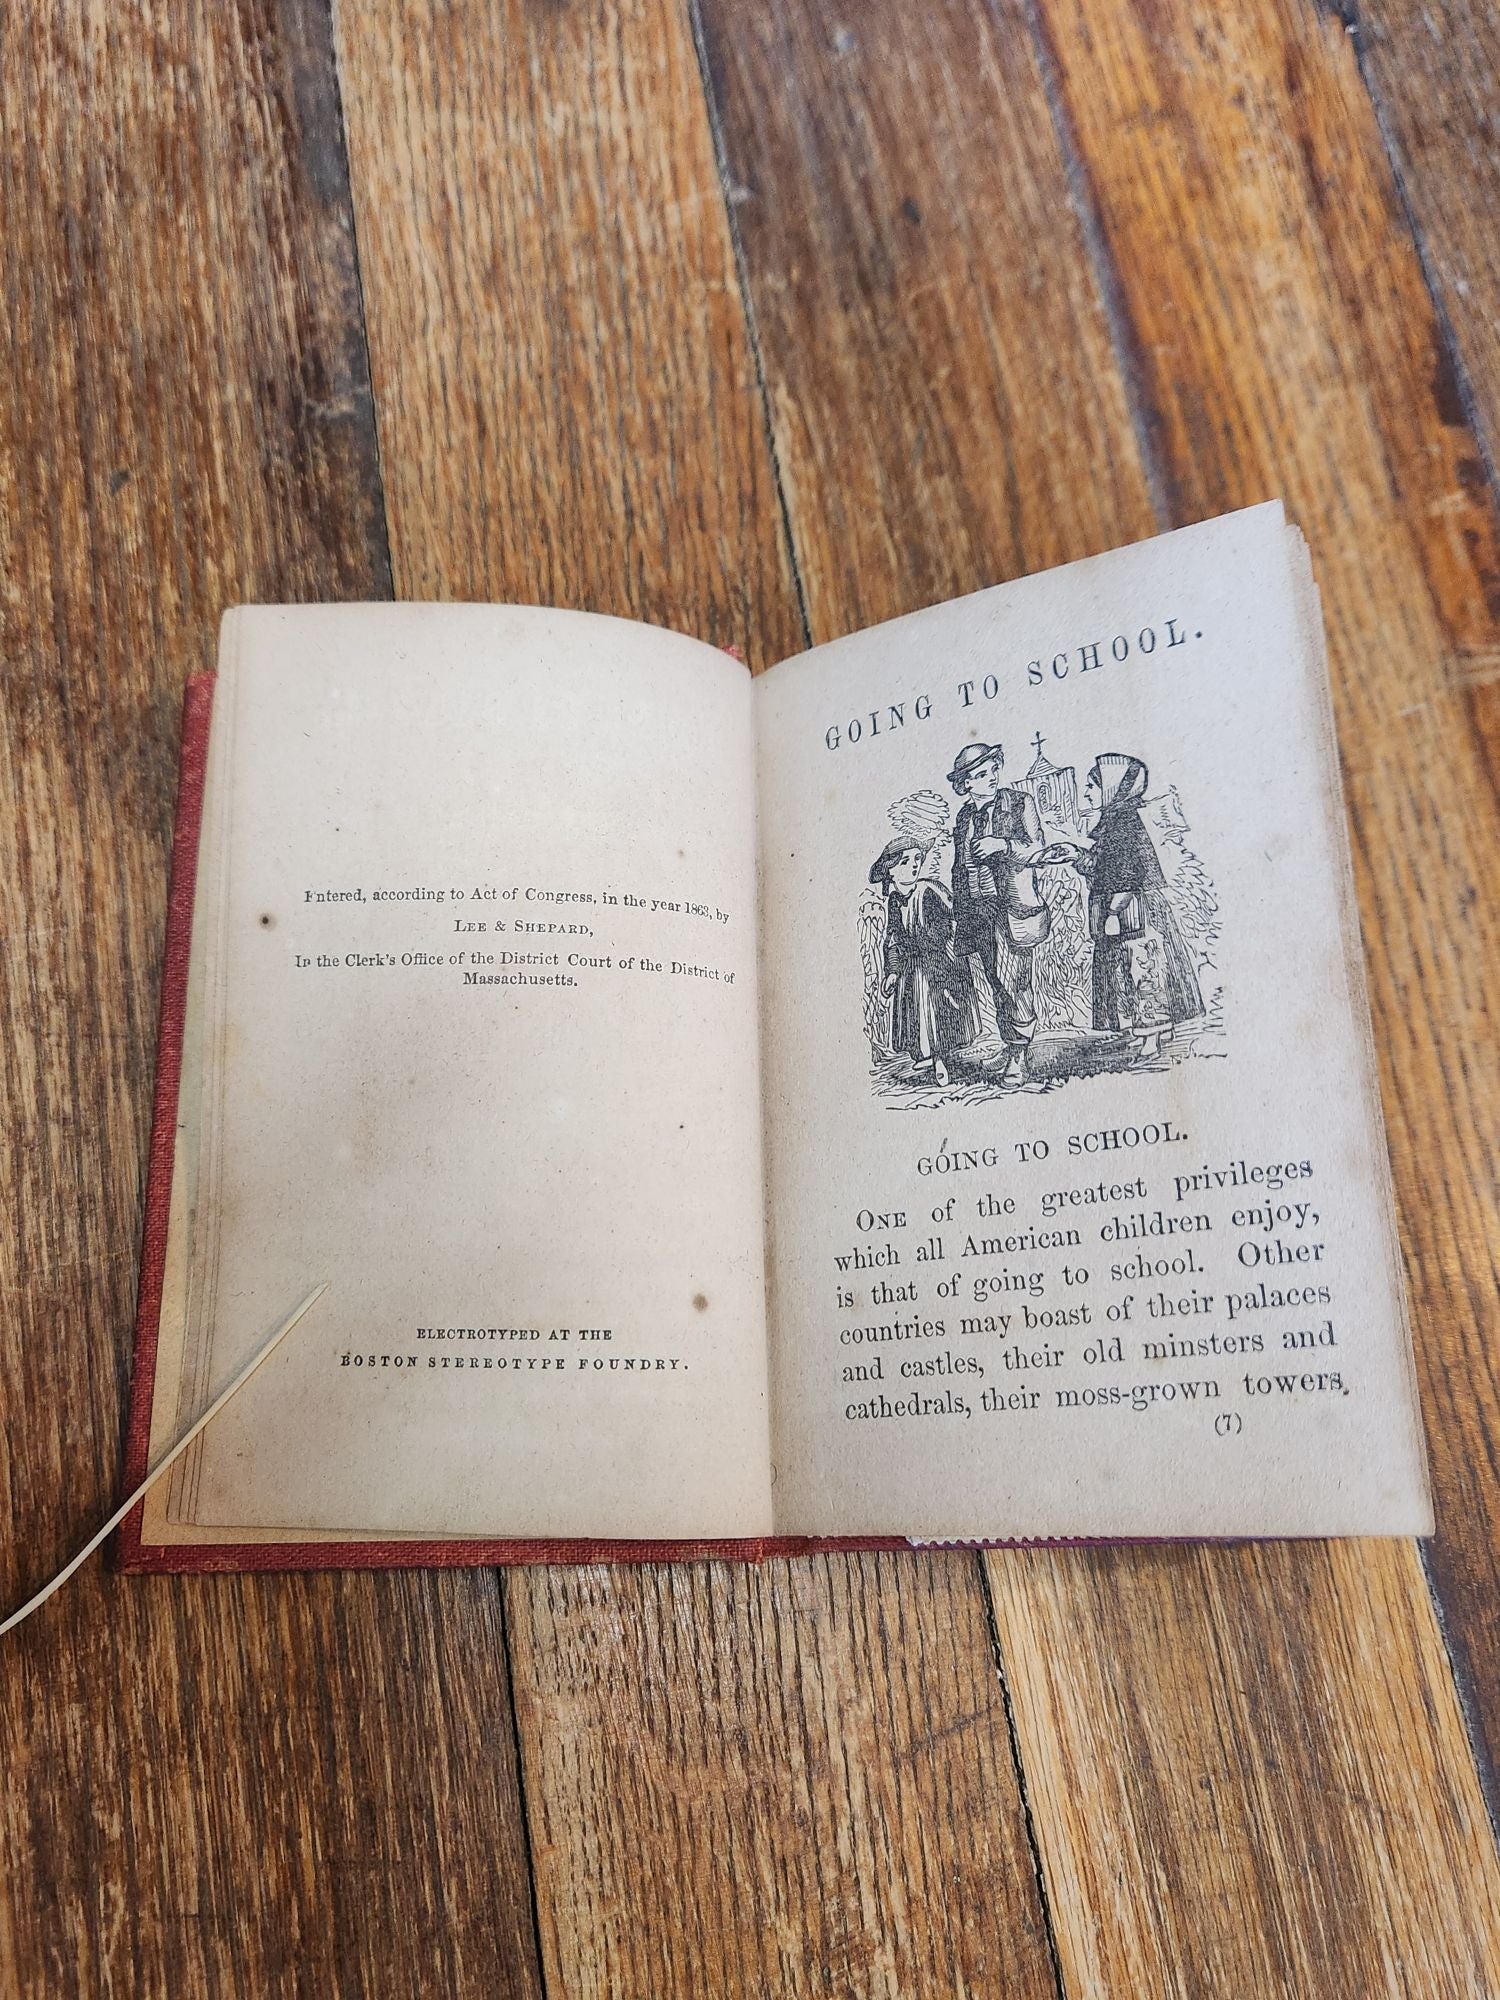 Entered, according to Act of Congress, in the year 1863, by
LEE & SHEPARD,
In the Clerk's Office of the District Court of the District of
Massachusetts.
ELECTROTYPED AT THE
BOSTON STEREOTYPE FOUNDRY.
GOING TO SCHOOL.
GOING TO SCHOOL.
ONE of the greatest privileges
which all American children enjoy,
is that of going to school. Other
countries may boast of their palaces
and castles, their old minsters and
cathedrals, their moss-grown towers,
(7)